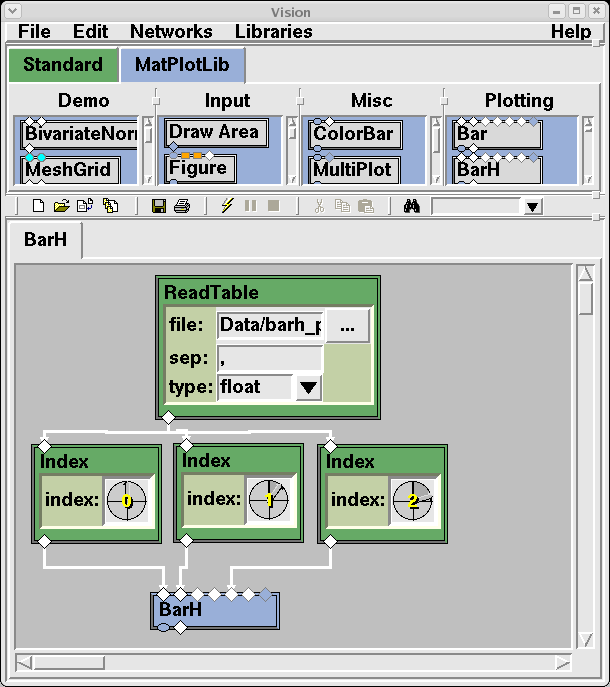 Vision
File Edit Networks Libraries Help
Standard MatPlotLib
Demo Input Misc Plotting
BivariateNor Draw Area ColorBar Bar
MeshGrid Figure MultiPlot BarH
BarH
ReadTable
file: Data/barh_p ...
sep: ,
type: float
Index Index Index
index: 0 index: 1 index: 2
BarH